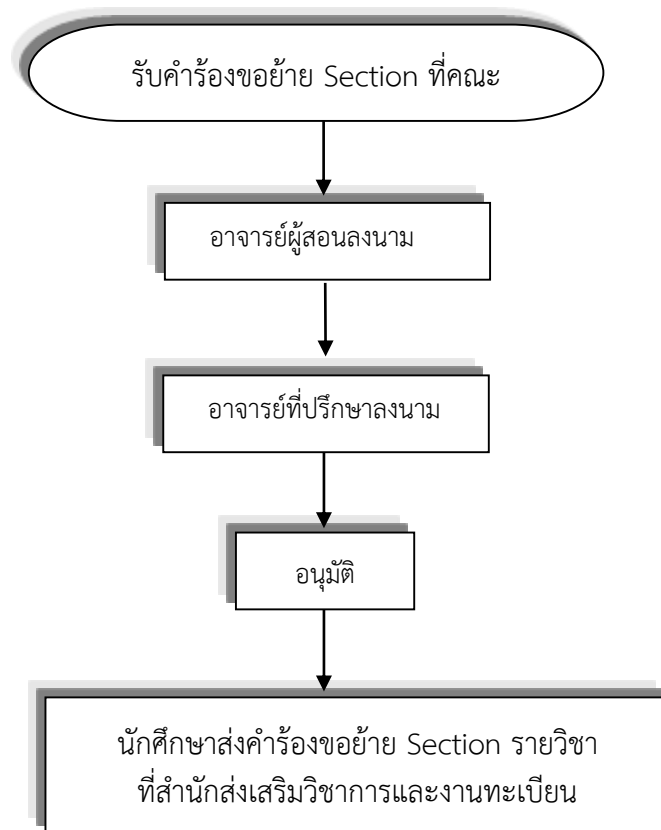 รับคำร้องขอย้าย Section ที่คณะ
อาจารย์ผู้สอนลงนาม
อาจารย์ที่ปรึกษาลงนาม
อนุมัติ
นักศึกษาส่งคำร้องขอย้าย Section รายวิชา
ที่สำนักส่งเสริมวิชาการและงานทะเบียน